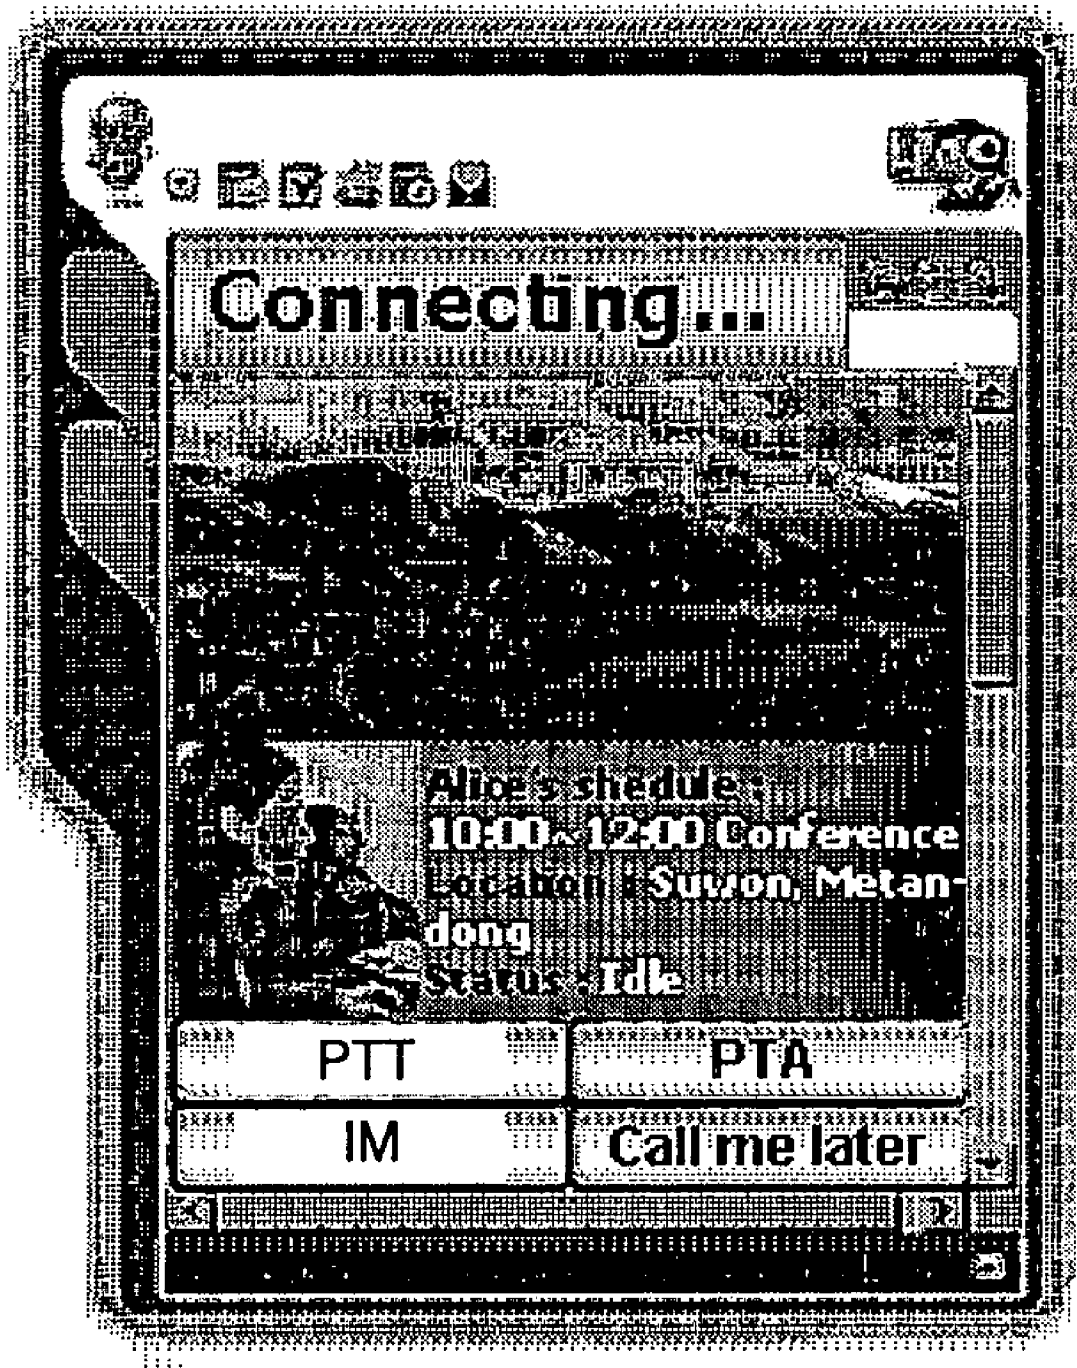 Connecting...
Alice's shedule :
10:00~12:00 Conference
Location : Suwon, Metan-
dong
Status : Idle
PTT
PTA
IM
Call me later